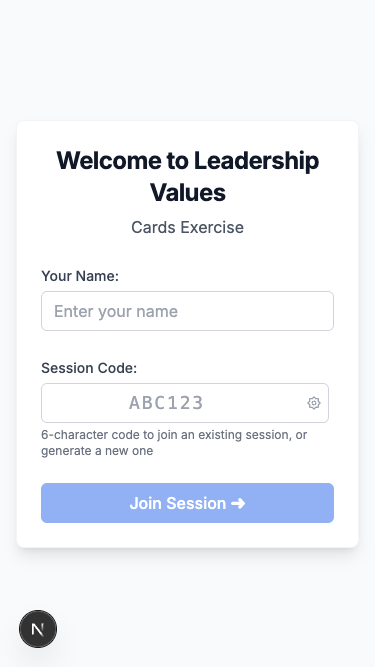 Welcome to Leadership
Values
Cards Exercise
Your Name:
Enter your name
Session Code:
ABC123
6-character code to join an existing session, or
generate a new one
Join Session ➜
N